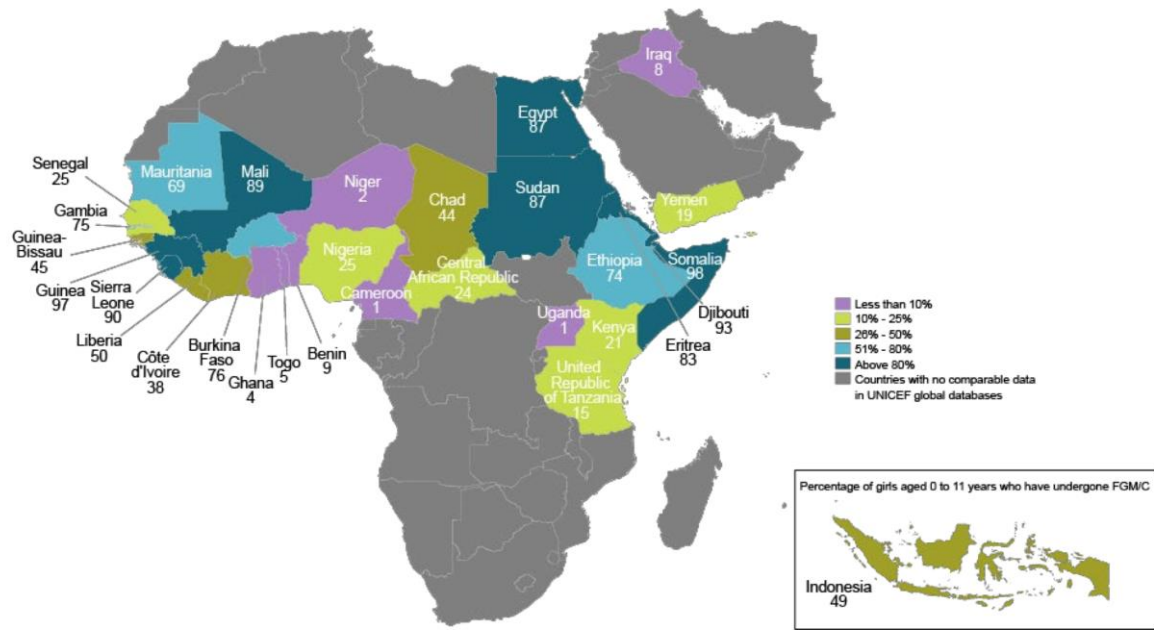 Iraq
8
Egypt
87
Senegal
25
Mauritania
69
Mali
89
Niger
2
Chad
44
Sudan
87
Yemen
19
Gambia
75
Guinea-
Bissau
45
Nigeria
25
Central
African Republic
24
Ethiopia
74
Somalia
98
Guinea
97
Sierra
Leone
90
Cameroon
1
Uganda
1
Kenya
21
Djibouti
93
Eritrea
83
Liberia
50
Côte
d'Ivoire
38
Burkina
Faso
76
Ghana
4
Togo
5
Benin
9
United
Republic
of Tanzania
15
Less than 10%
10% - 25%
26% - 50%
51% - 80%
Above 80%
Countries with no comparable data
in UNICEF global databases
Percentage of girls aged 0 to 11 years who have undergone FGM/C
Indonesia
49